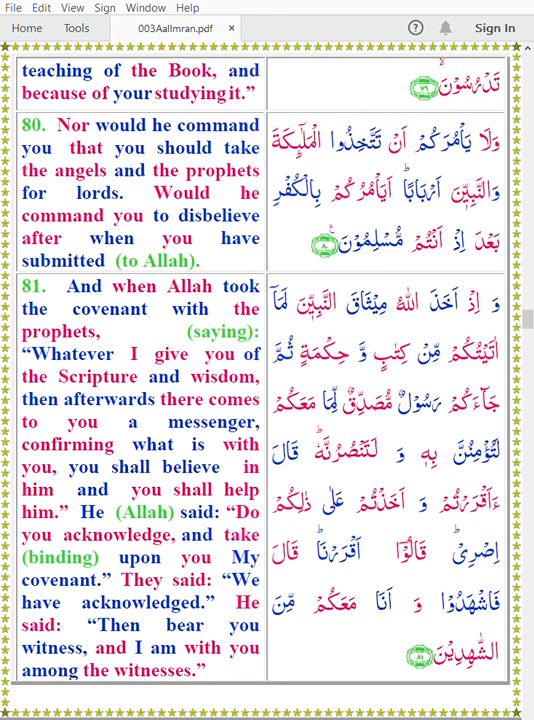 File Edit View Sign Window Help
Home Tools 003AalImran.pdf × ? Sign In
teaching of the Book, and
because of your studying it.”
تَدْرُسُوْنَۙ ﴿۷۹﴾
80. Nor would he command
you that you should take
the angels and the prophets
for lords. Would he
command you to disbelieve
after when you have
submitted (to Allah).
وَلَا يَاْمُرَكُمْ اَنْ تَتَّخِذُوا الْمَلٰٓىِٕكَةَ
وَالنَّبِيّٖنَ اَرْبَابًاؕ اَيَاْمُرُكُمْ بِالْكُفْرِ
بَعْدَ اِذْ اَنْتُمْ مُّسْلِمُوْنَ ﴿۸۰﴾
81. And when Allah took
the covenant with the
prophets, (saying):
“Whatever I give you of
the Scripture and wisdom,
then afterwards there comes
to you a messenger,
confirming what is with
you, you shall believe in
him and you shall help
him.” He (Allah) said: “Do
you acknowledge, and take
(binding) upon you My
covenant.” They said: “We
have acknowledged.” He
said: “Then bear you
witness, and I am with you
among the witnesses.”
وَ اِذْ اَخَذَ اللّٰهُ مِيْثَاقَ النَّبِيّٖنَ لَمَاۤ
اٰتَيْتُكُمْ مِّنْ كِتٰبٍ وَّ حِكْمَةٍ ثُمَّ
جَآءَكُمْ رَسُوْلٌ مُّصَدِّقٌ لِّمَا مَعَكُمْ
لَتُؤْمِنُنَّ بِهٖ وَ لَتَنْصُرُنَّهٗؕ قَالَ
ءَاَقْرَرْتُمْ وَ اَخَذْتُمْ عَلٰى ذٰلِكُمْ
اِصْرِيْؕ قَالُوْۤا اَقْرَرْنَاؕ قَالَ
فَاشْهَدُوْا وَ اَنَا مَعَكُمْ مِّنَ
الشّٰهِدِيْنَ ﴿۸۱﴾